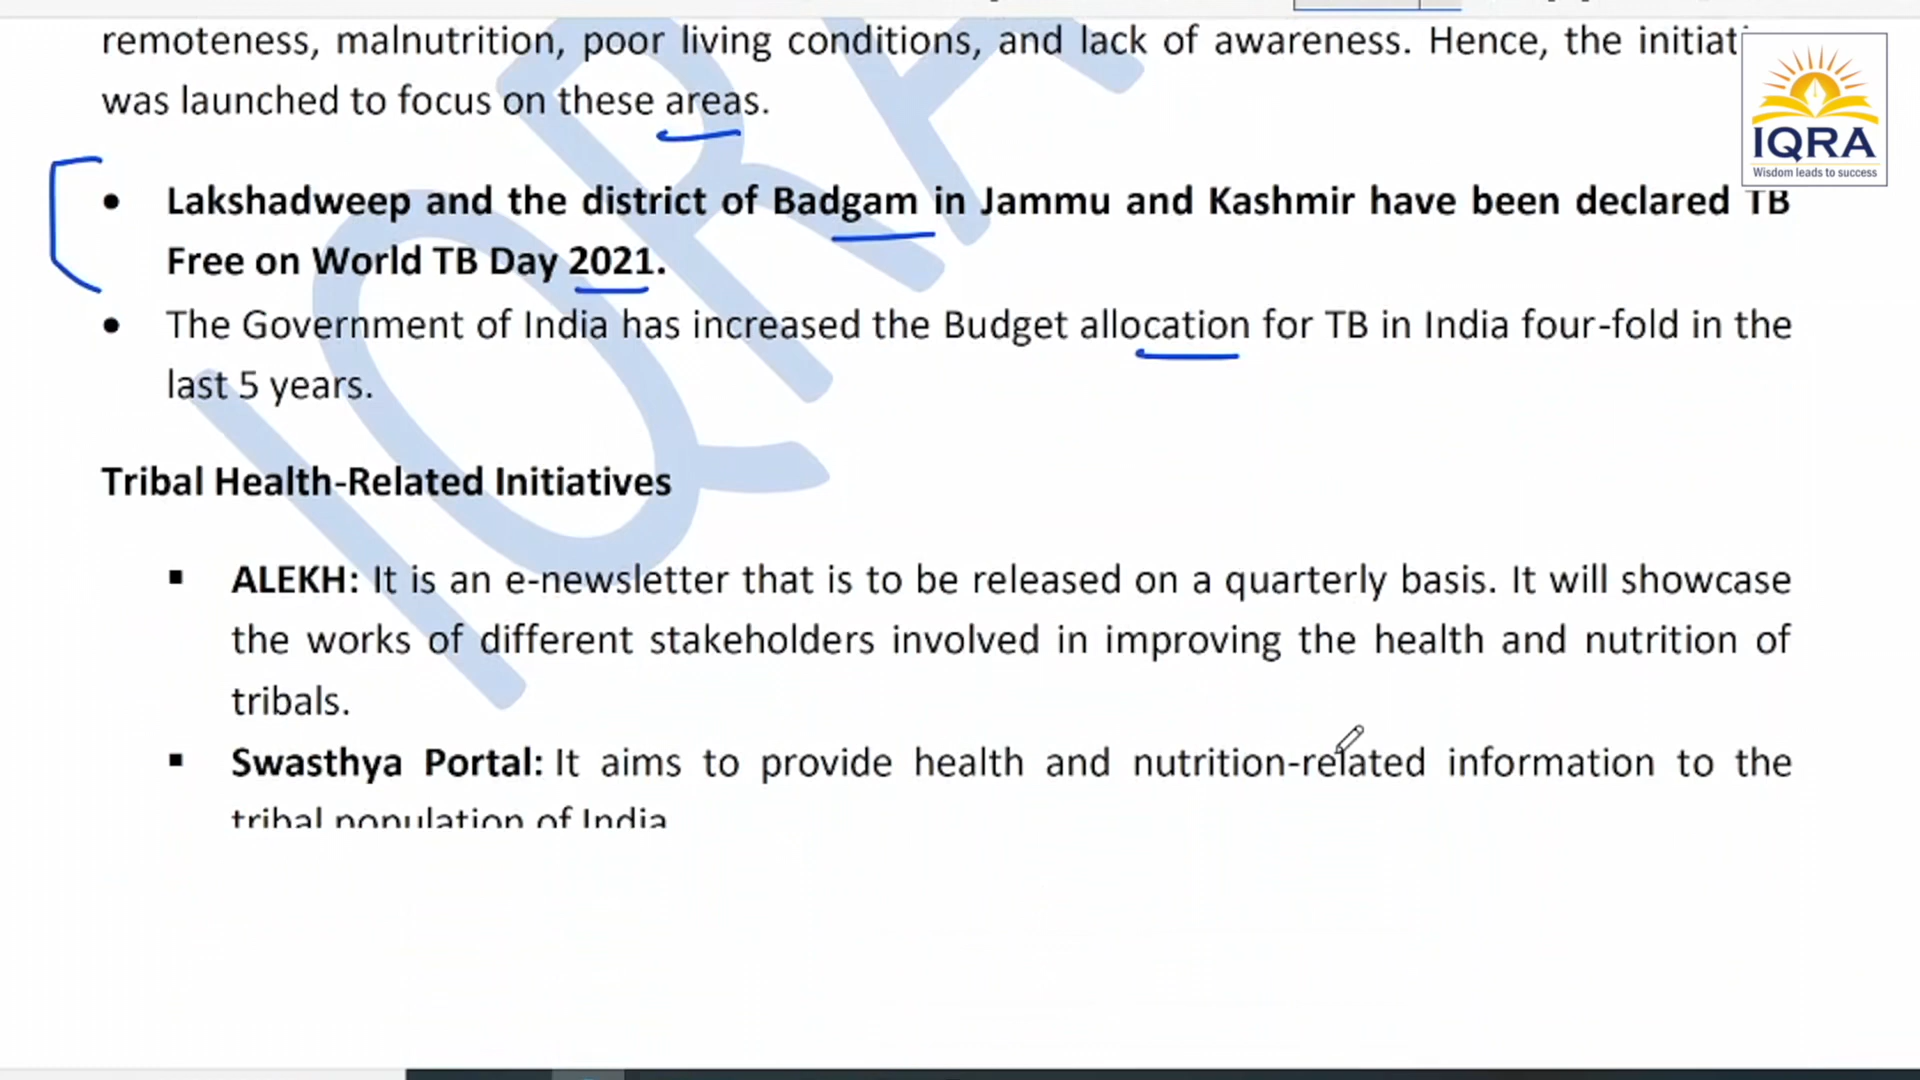 remoteness, malnutrition, poor living conditions, and lack of awareness. Hence, the
was launched to focus on these areas.
IQRA
Wisdom leads to success
• Lakshadweep and the district of Badgam in Jammu and Kashmir have been declared TB
Free on World TB Day 2021.
• The Government of India has increased the Budget allocation for TB in India four-fold in the
last 5 years.
Tribal Health-Related Initiatives
▪ ALEKH: It is an e-newsletter that is to be released on a quarterly basis. It will showcase
the works of different stakeholders involved in improving the health and nutrition of
tribals.
▪ Swasthya Portal: It aims to provide health and nutrition-related information to the
tribal population of India
IQRA